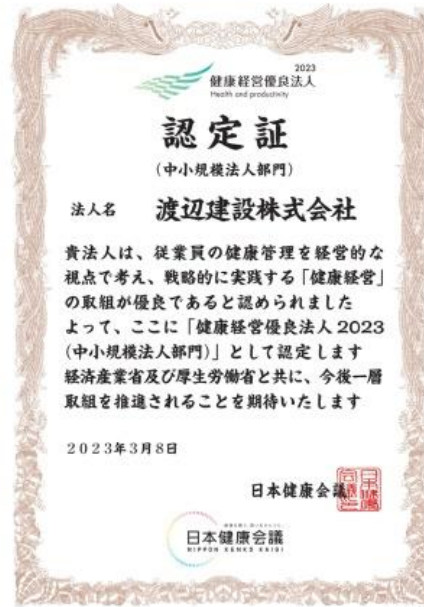 2023
健康経営優良法人
Health and productivity
認定証
(中小規模法人部門)
法人名 渡辺建設株式会社
貴法人は、従業員の健康管理を経営的な
視点で考え、戦略的に実践する「健康経営」
の取組が優良であると認められました
よって、ここに「健康経営優良法人2023
(中小規模法人部門)」として認定します
経済産業省及び厚生労働省と共に、今後一層
取組を推進されることを期待いたします
2023年3月8日
日本健康会議
日本健康会議
NIPPON KENKO KAIGI